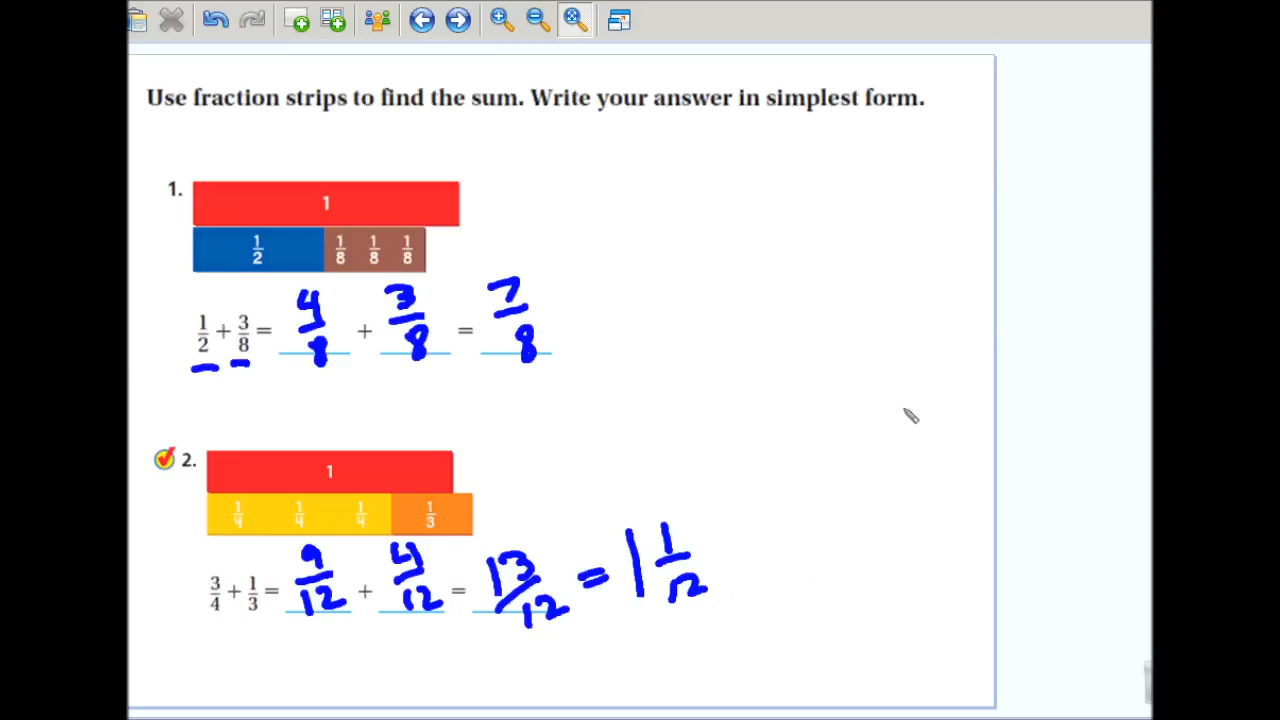 Use fraction strips to find the sum. Write your answer in simplest form.
1.
1
1/2 1/8 1/8 1/8
1/2 + 3/8 = 4/8 + 3/8 = 7/8
2.
1
1/4 1/4 1/4 1/3
3/4 + 1/3 = 9/12 + 4/12 = 13/12 = 1 1/12